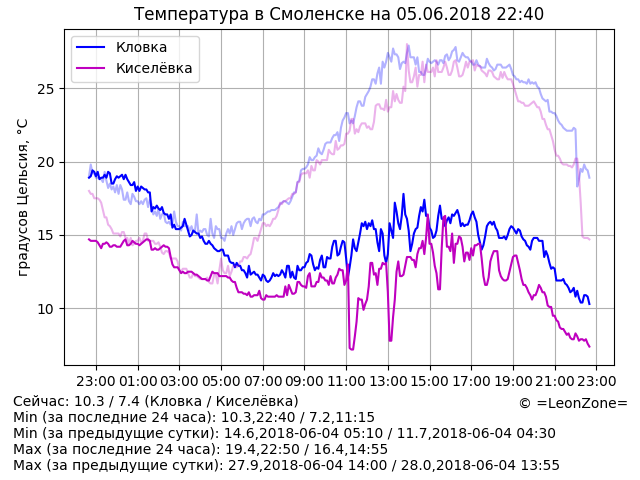 Температура в Смоленске на 05.06.2018 22:40
Кловка
Киселёвка
градусов Цельсия, °C
25
20
15
10
23:00 01:00 03:00 05:00 07:00 09:00 11:00 13:00 15:00 17:00 19:00 21:00 23:00
Сейчас: 10.3 / 7.4 (Кловка / Киселёвка)
© =LeonZone=
Min (за последние 24 часа): 10.3,22:40 / 7.2,11:15
Min (за предыдущие сутки): 14.6,2018-06-04 05:10 / 11.7,2018-06-04 04:30
Max (за последние 24 часа): 19.4,22:50 / 16.4,14:55
Max (за предыдущие сутки): 27.9,2018-06-04 14:00 / 28.0,2018-06-04 13:55